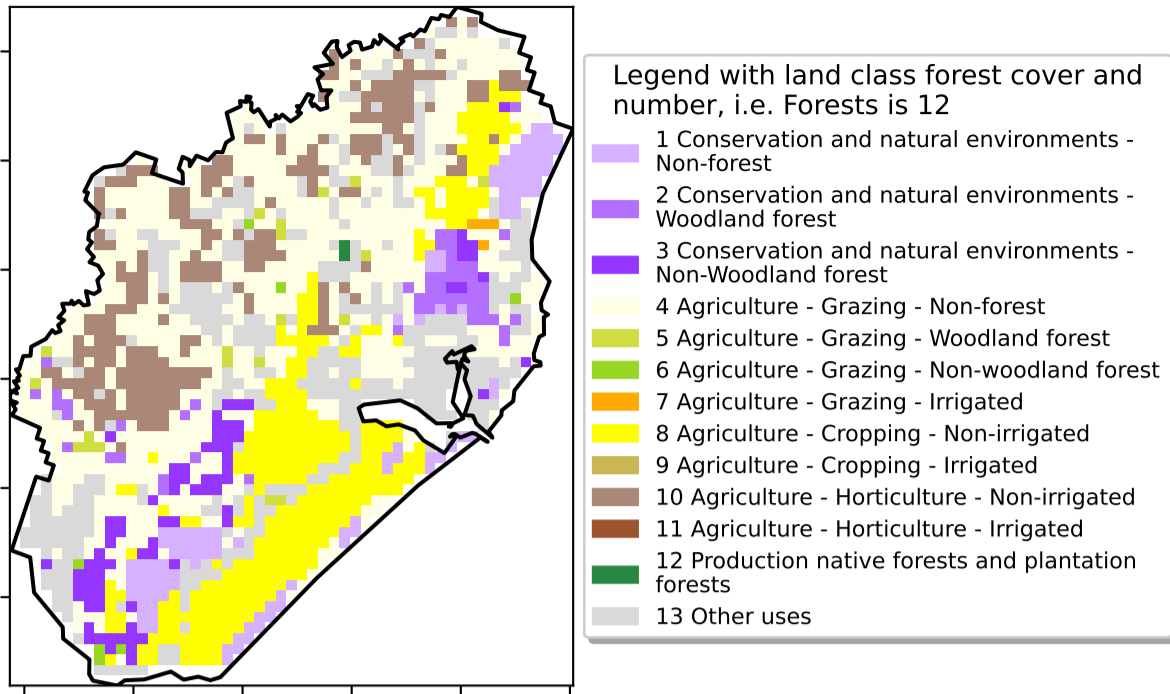 Legend with land class forest cover and
number, i.e. Forests is 12
1 Conservation and natural environments -
Non-forest
2 Conservation and natural environments -
Woodland forest
3 Conservation and natural environments -
Non-Woodland forest
4 Agriculture - Grazing - Non-forest
5 Agriculture - Grazing - Woodland forest
6 Agriculture - Grazing - Non-woodland forest
7 Agriculture - Grazing - Irrigated
8 Agriculture - Cropping - Non-irrigated
9 Agriculture - Cropping - Irrigated
10 Agriculture - Horticulture - Non-irrigated
11 Agriculture - Horticulture - Irrigated
12 Production native forests and plantation
forests
13 Other uses